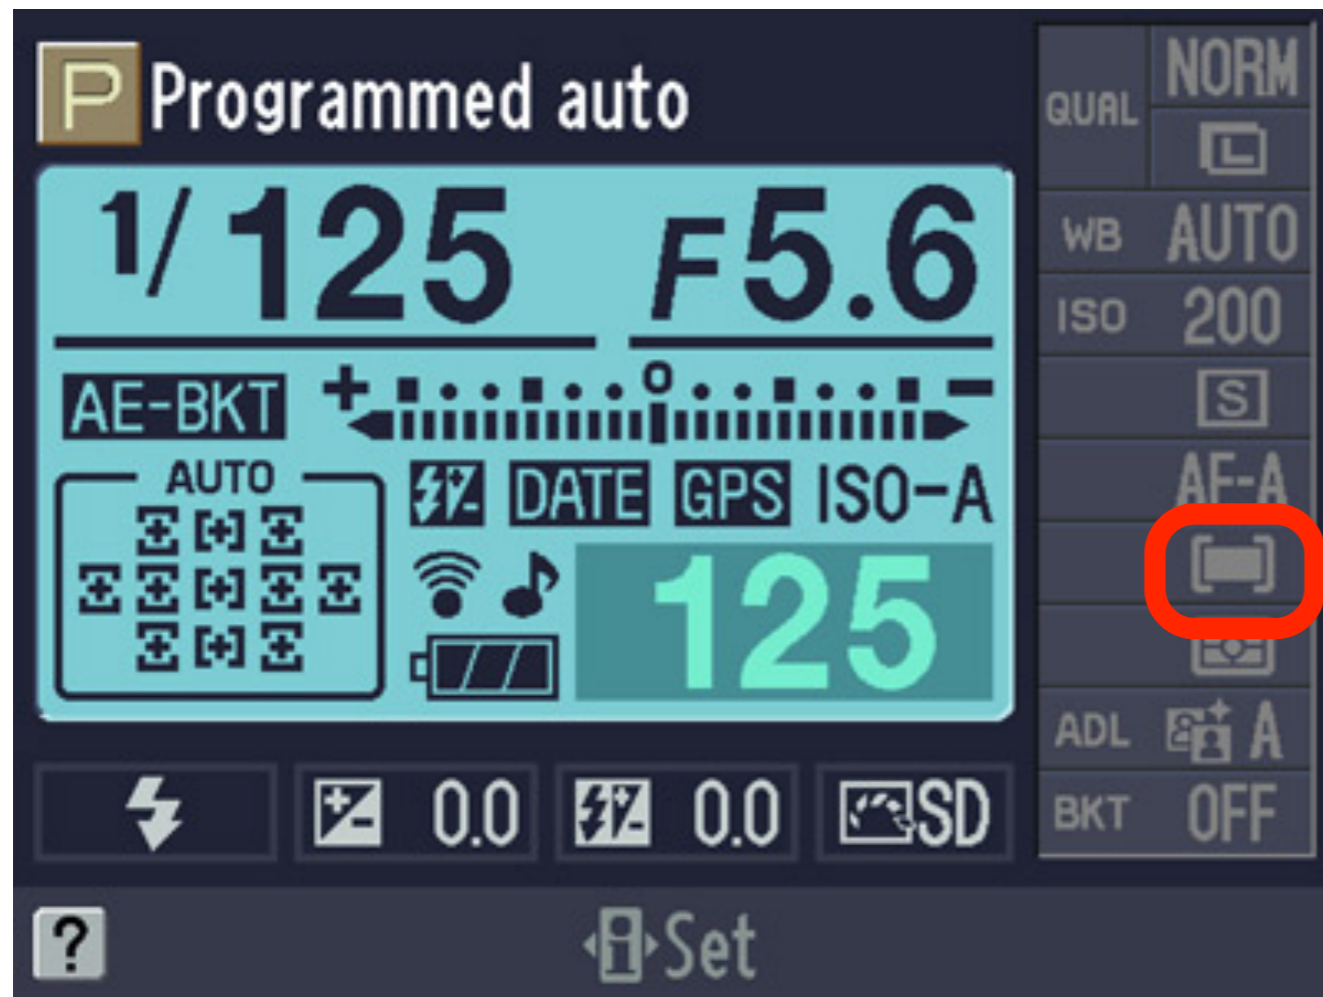 P Programmed auto
1/125 F5.6
AE-BKT + 0 -
AUTO
DATE GPS ISO-A
125
0.0 0.0 SD
? i Set
QUAL NORM
L
WB AUTO
ISO 200
S
AF-A
ADL A
BKT OFF